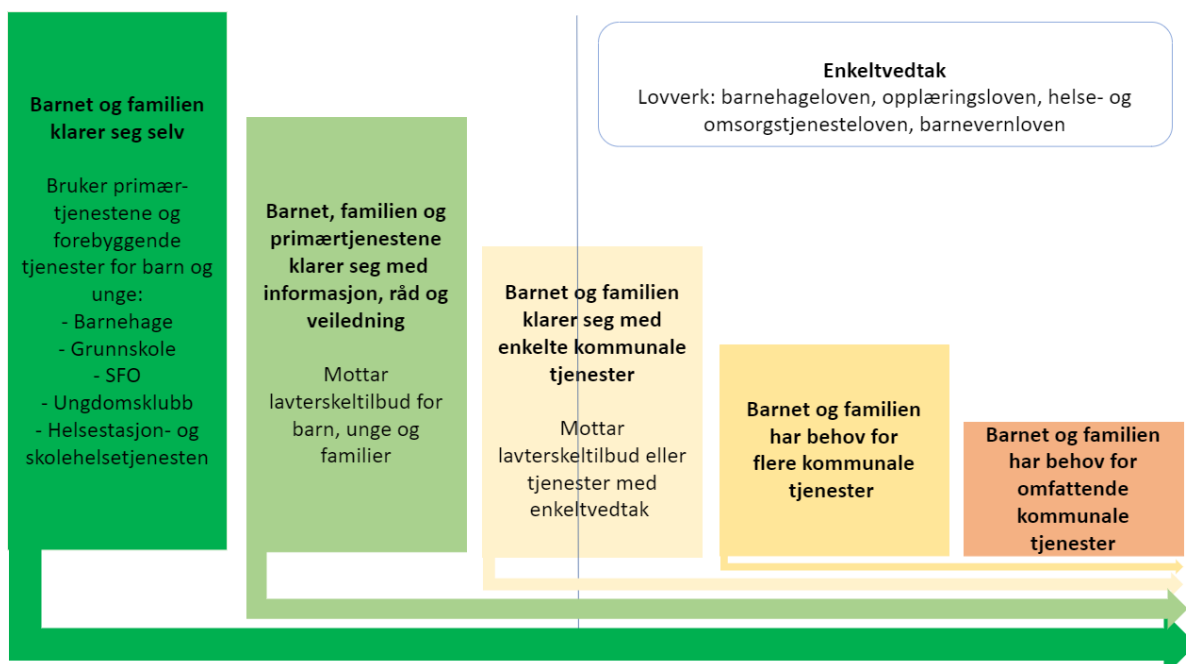 Barnet og familien
klarer seg selv
Bruker primær-
tjenestene og
forebyggende
tjenester for barn og
unge:
- Barnehage
- Grunnskole
- SFO
- Ungdomsklubb
- Helsestasjon- og
skolehelsetjenesten
Barnet, familien og
primærtjenestene
klarer seg med
informasjon, råd og
veiledning
Mottar
lavterskeltilbud for
barn, unge og
familier
Barnet og familien
klarer seg med
enkelte kommunale
tjenester
Mottar
lavterskeltilbud eller
tjenester med
enkeltvedtak
Enkeltvedtak
Lovverk: barnehageloven, opplæringsloven, helse- og
omsorgstjenesteloven, barnevernloven
Barnet og familien
har behov for
flere kommunale
tjenester
Barnet og familien
har behov for
omfattende
kommunale
tjenester